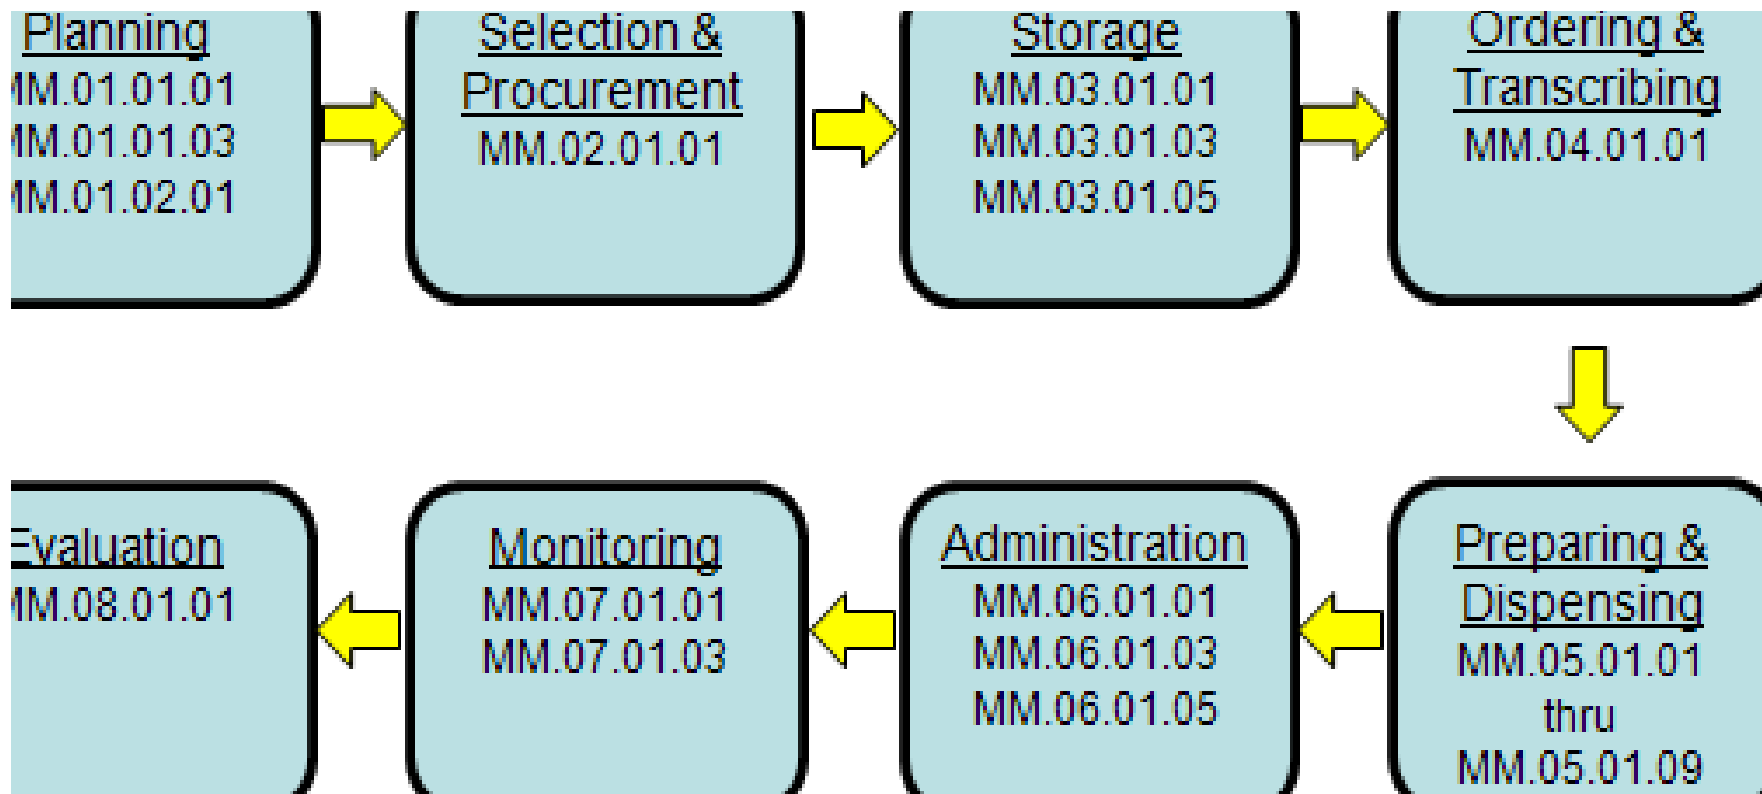 Planning
MM.01.01.01
MM.01.01.03
MM.01.02.01
Selection &
Procurement
MM.02.01.01
Storage
MM.03.01.01
MM.03.01.03
MM.03.01.05
Ordering &
Transcribing
MM.04.01.01
Preparing &
Dispensing
MM.05.01.01
thru
MM.05.01.09
Administration
MM.06.01.01
MM.06.01.03
MM.06.01.05
Monitoring
MM.07.01.01
MM.07.01.03
Evaluation
MM.08.01.01